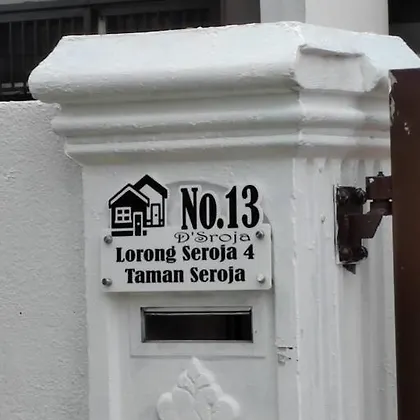 No.13
D'Sroja
Lorong Seroja 4
Taman Seroja